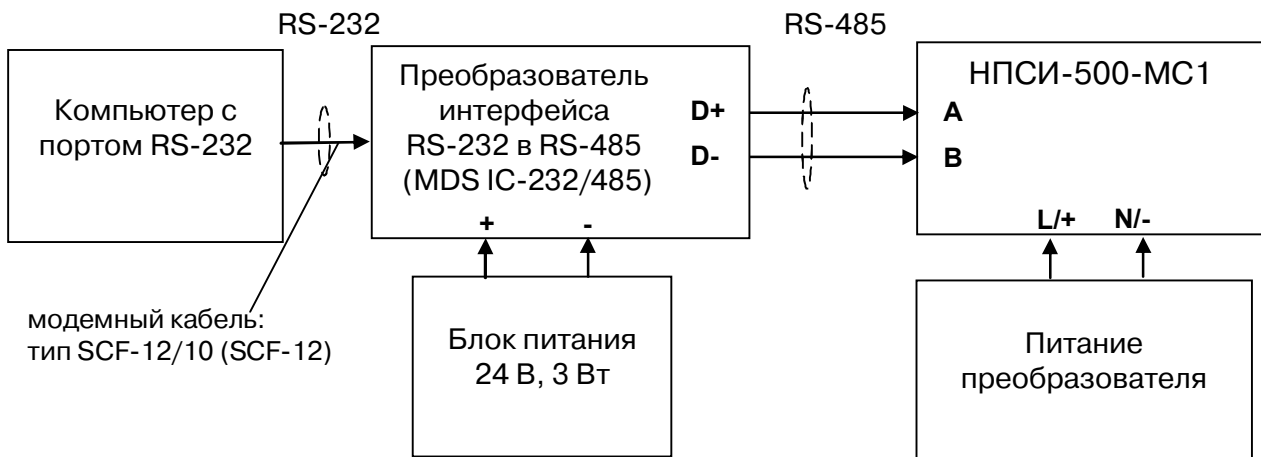 RS-232
RS-485
Компьютер с
портом RS-232
Преобразователь
интерфейса
RS-232 в RS-485
(MDS IC-232/485)
D+
D-
+
-
НПСИ-500-МС1
A
B
L/+
N/-
модемный кабель:
тип SCF-12/10 (SCF-12)
Блок питания
24 В, 3 Вт
Питание
преобразователя